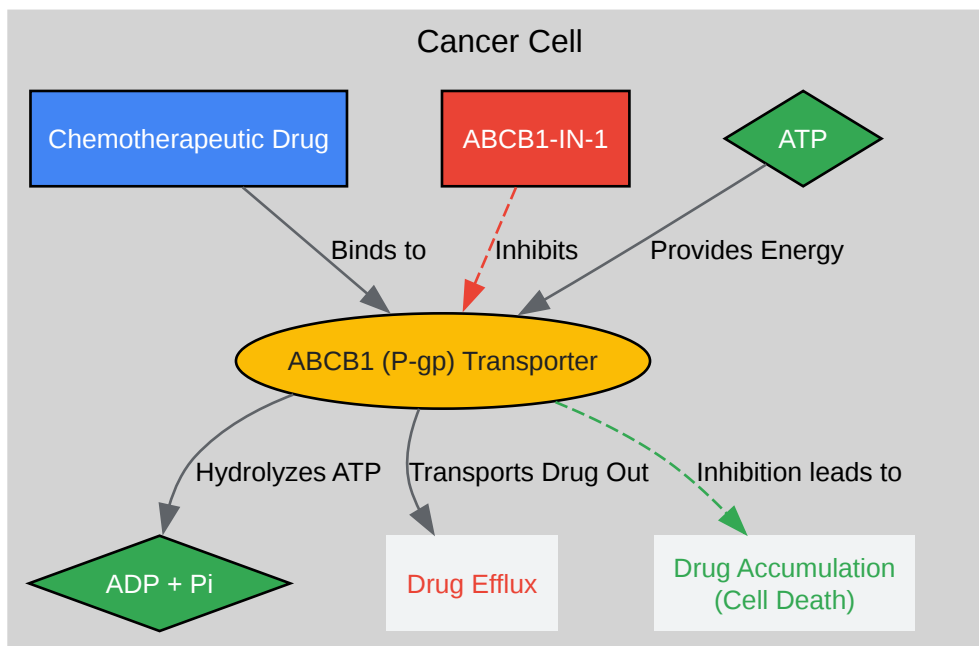 Cancer Cell
Chemotherapeutic Drug
ABCB1-IN-1
ATP
Binds to
Inhibits
Provides Energy
ABCB1 (P-gp) Transporter
Hydrolyzes ATP
Transports Drug Out
Inhibition leads to
ADP + Pi
Drug Efflux
Drug Accumulation
(Cell Death)